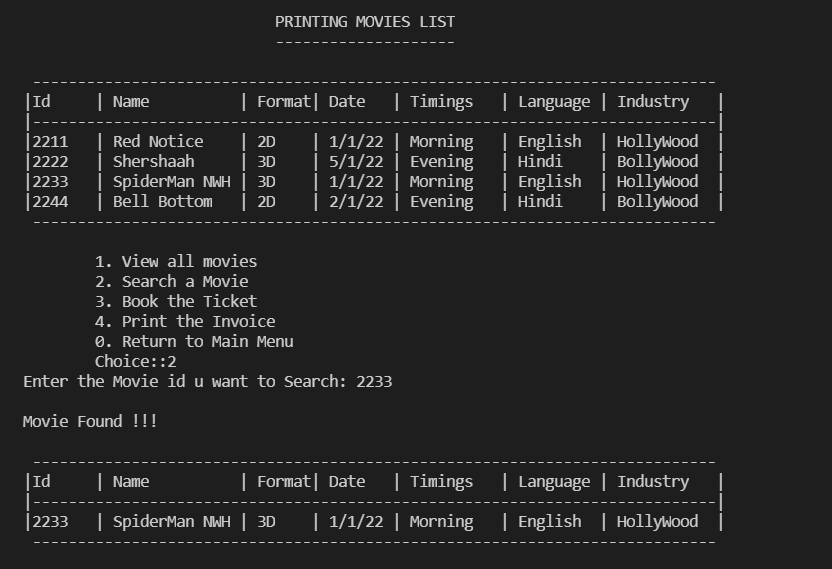 PRINTING MOVIES LIST
--------------------
----------------------------------------------------------------------------
|Id     | Name          | Format| Date   | Timings   | Language | Industry   |
|----------------------------------------------------------------------------|
|2211   | Red Notice    | 2D    | 1/1/22 | Morning   | English  | HollyWood  |
|2222   | Shershaah     | 3D    | 5/1/22 | Evening   | Hindi    | BollyWood  |
|2233   | SpiderMan NWH | 3D    | 1/1/22 | Morning   | English  | HollyWood  |
|2244   | Bell Bottom   | 2D    | 2/1/22 | Evening   | Hindi    | BollyWood  |
----------------------------------------------------------------------------
1. View all movies
2. Search a Movie
3. Book the Ticket
4. Print the Invoice
0. Return to Main Menu
Choice::2
Enter the Movie id u want to Search: 2233
Movie Found !!!
----------------------------------------------------------------------------
|Id     | Name          | Format| Date   | Timings   | Language | Industry   |
|----------------------------------------------------------------------------|
|2233   | SpiderMan NWH | 3D    | 1/1/22 | Morning   | English  | HollyWood  |
----------------------------------------------------------------------------